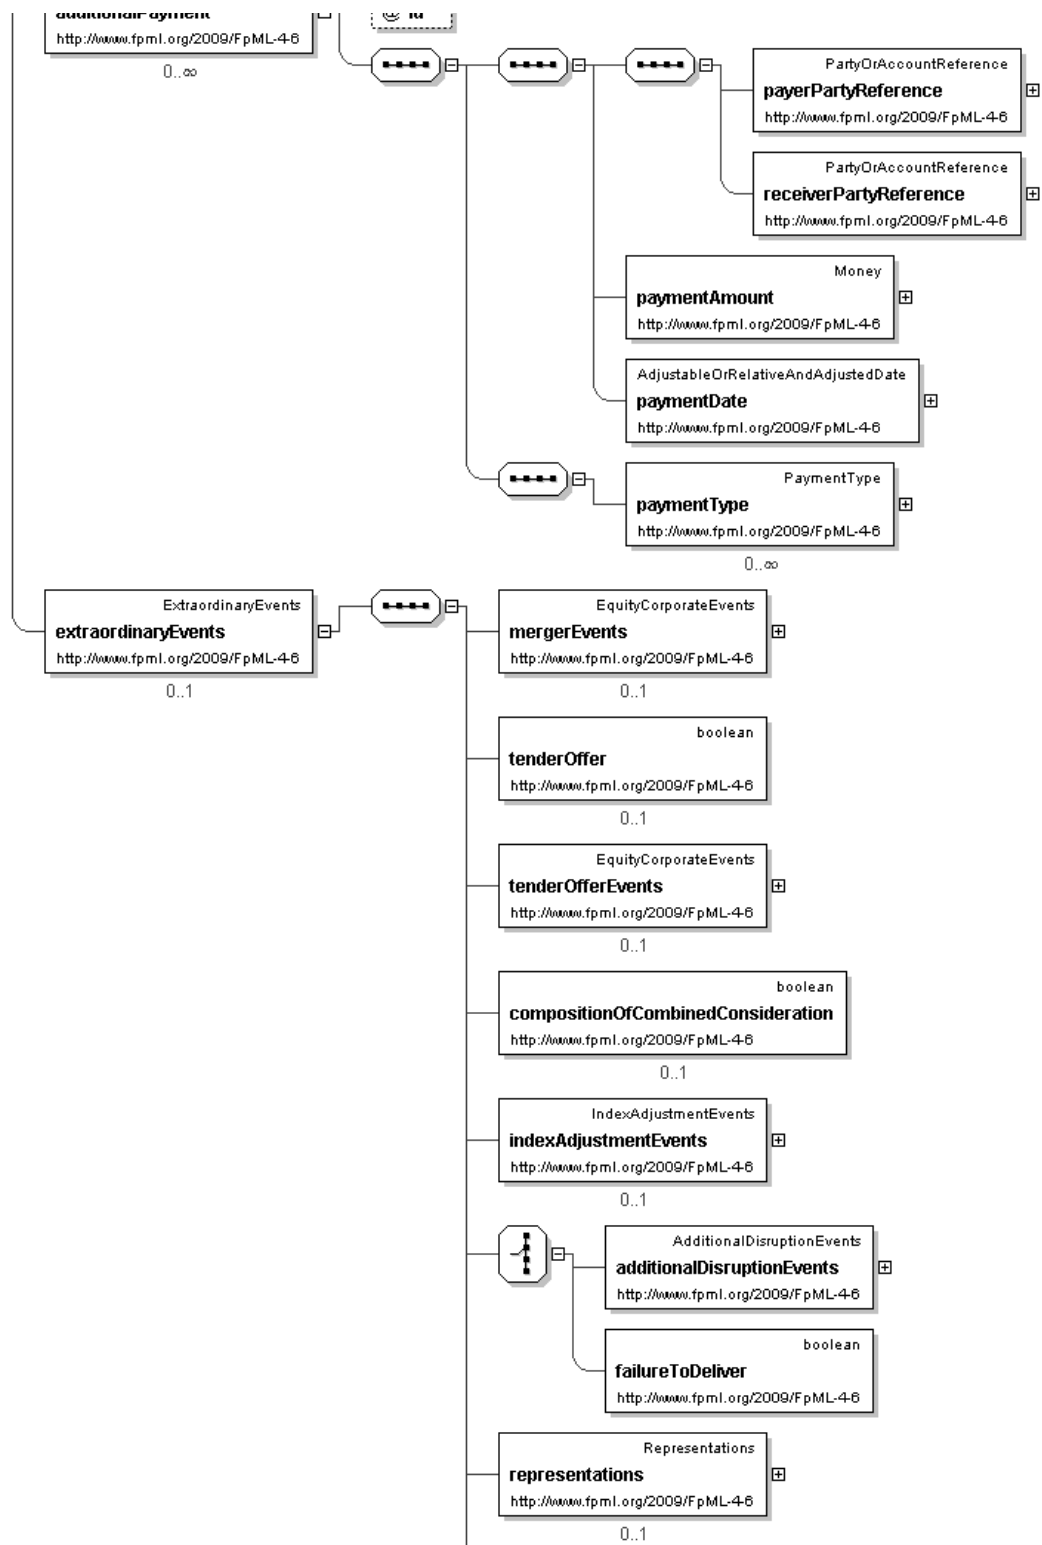 additionalPayment
@ id
http://www.fpml.org/2009/FpML-4-6
0..∞
PartyOrAccountReference
payerPartyReference
http://www.fpml.org/2009/FpML-4-6
PartyOrAccountReference
receiverPartyReference
http://www.fpml.org/2009/FpML-4-6
Money
paymentAmount
http://www.fpml.org/2009/FpML-4-6
AdjustableOrRelativeAndAdjustedDate
paymentDate
http://www.fpml.org/2009/FpML-4-6
PaymentType
paymentType
http://www.fpml.org/2009/FpML-4-6
0..∞
ExtraordinaryEvents
extraordinaryEvents
http://www.fpml.org/2009/FpML-4-6
0..1
EquityCorporateEvents
mergerEvents
http://www.fpml.org/2009/FpML-4-6
0..1
boolean
tenderOffer
http://www.fpml.org/2009/FpML-4-6
0..1
EquityCorporateEvents
tenderOfferEvents
http://www.fpml.org/2009/FpML-4-6
0..1
boolean
compositionOfCombinedConsideration
http://www.fpml.org/2009/FpML-4-6
0..1
IndexAdjustmentEvents
indexAdjustmentEvents
http://www.fpml.org/2009/FpML-4-6
0..1
AdditionalDisruptionEvents
additionalDisruptionEvents
http://www.fpml.org/2009/FpML-4-6
boolean
failureToDeliver
http://www.fpml.org/2009/FpML-4-6
Representations
representations
http://www.fpml.org/2009/FpML-4-6
0..1